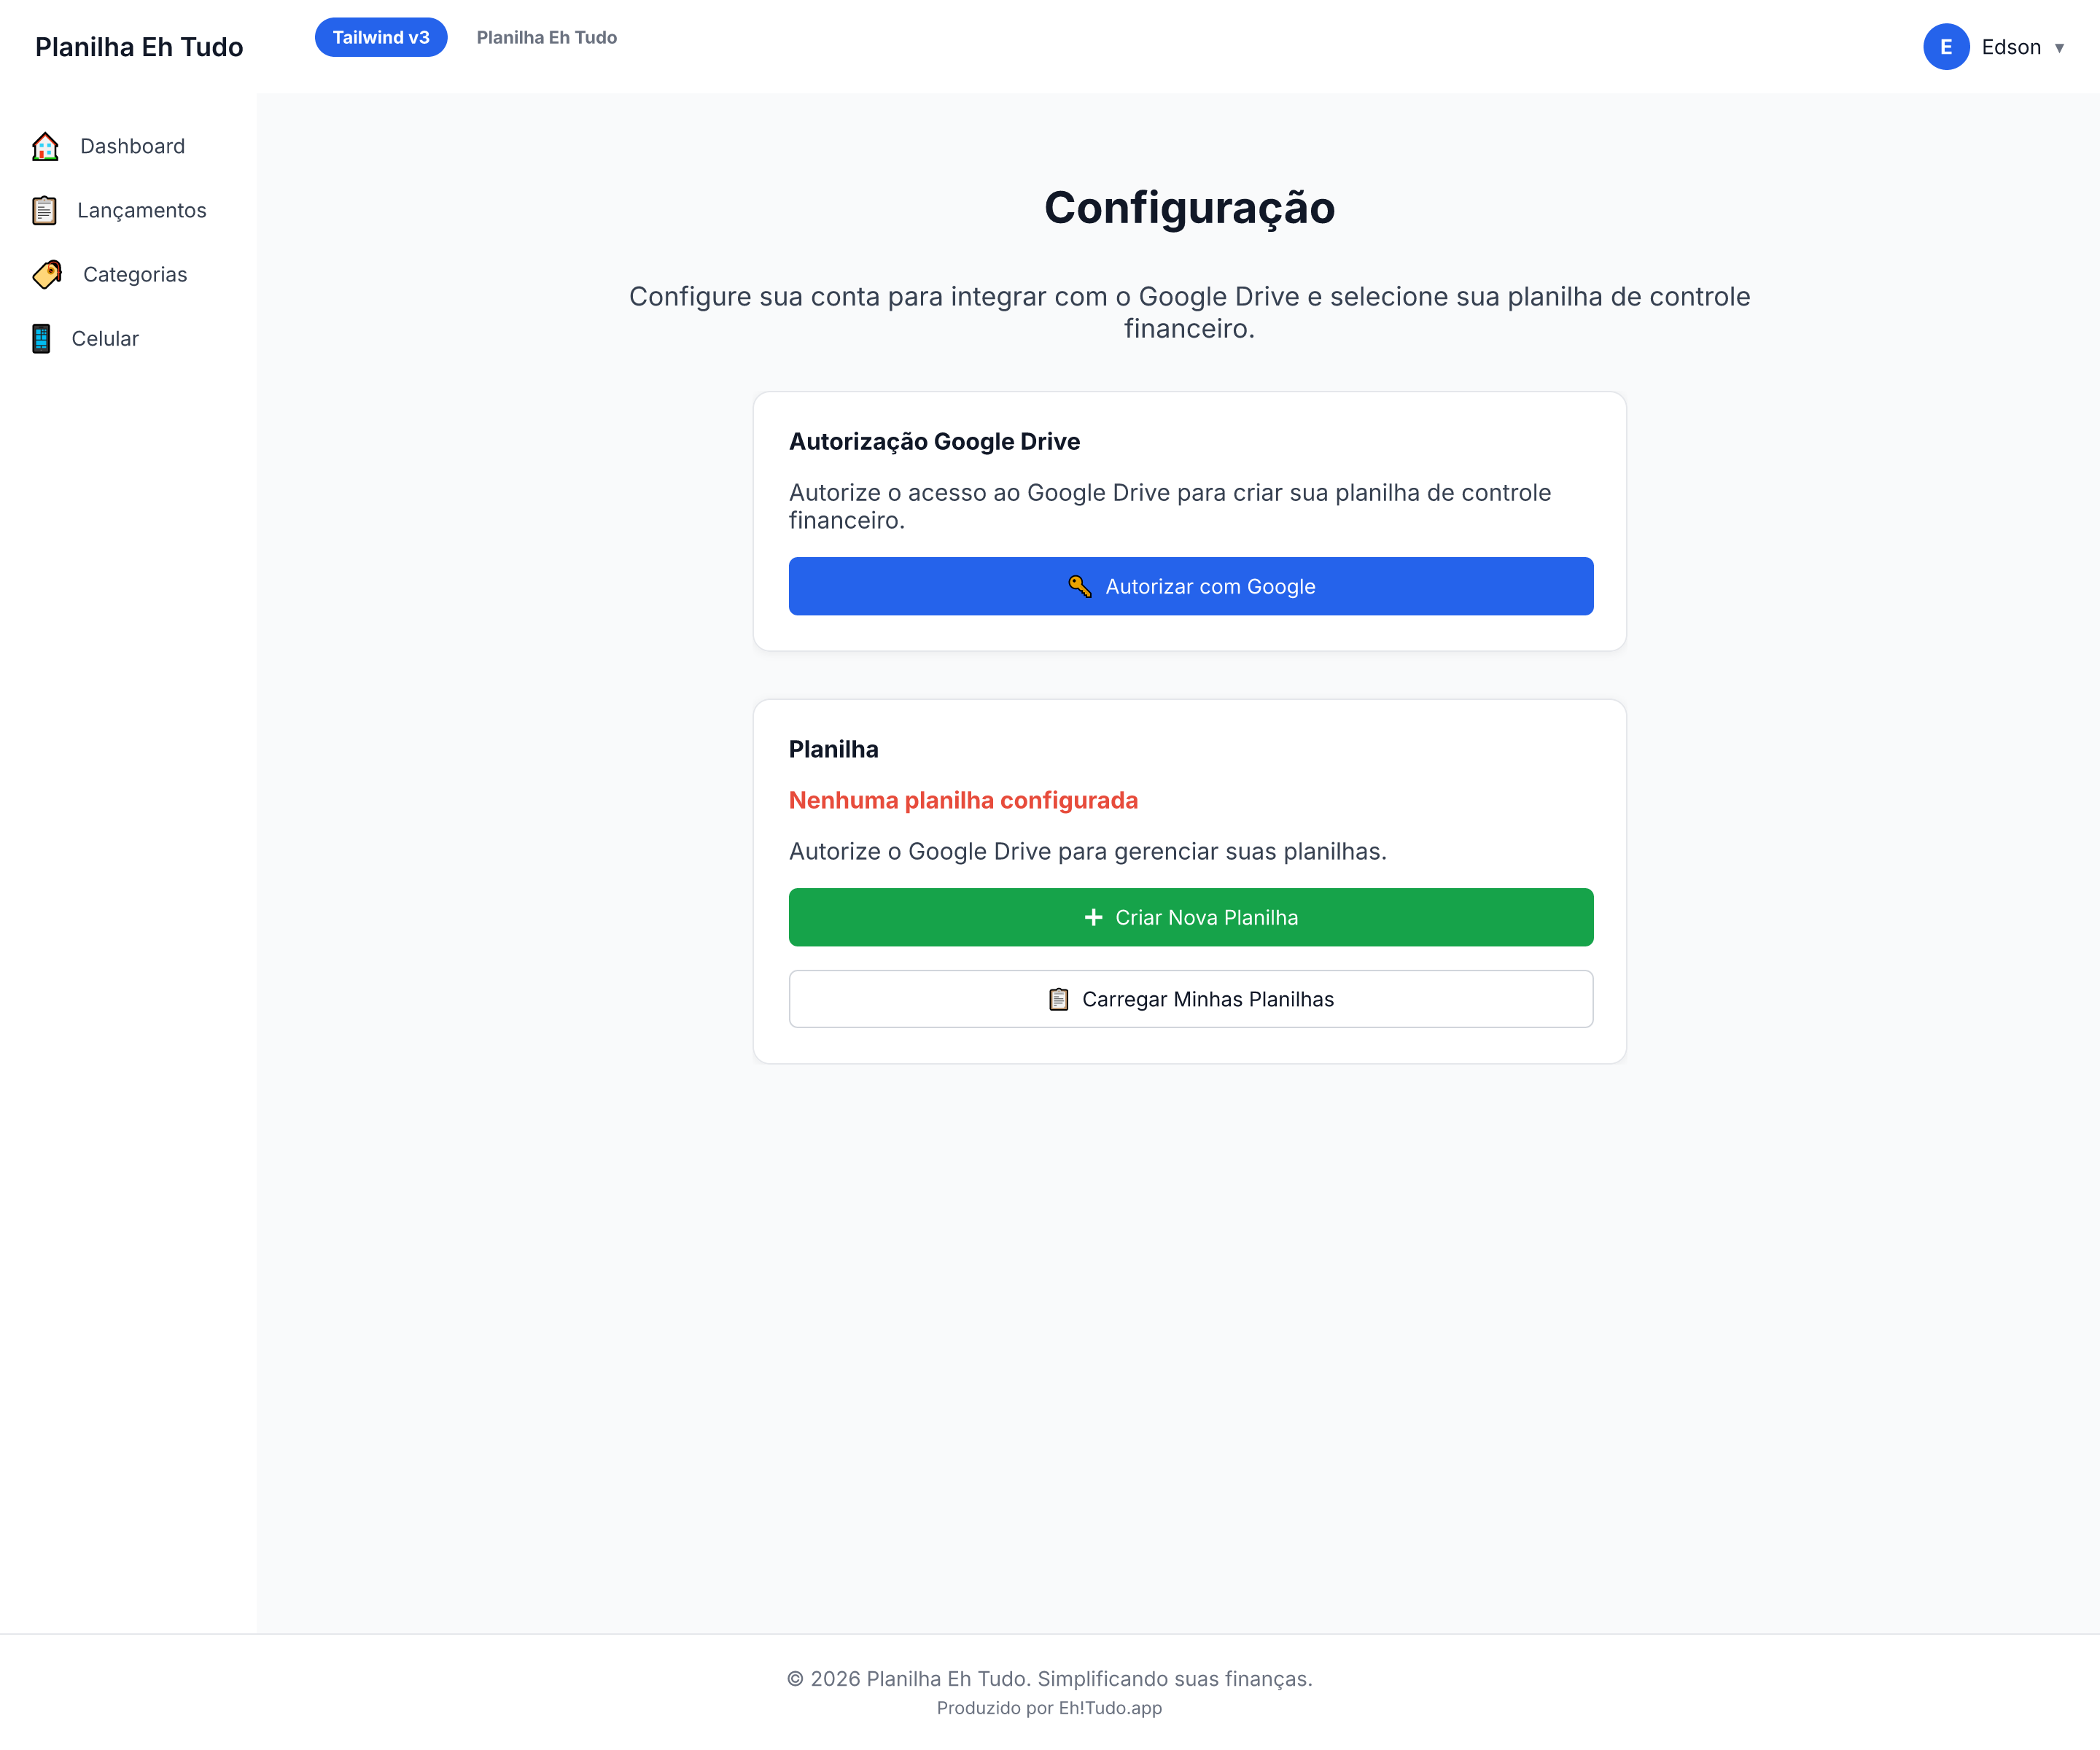 Planilha Eh Tudo
Tailwind v3
Planilha Eh Tudo
E
Edson
Dashboard
Lançamentos
Categorias
Celular
Configuração
Configure sua conta para integrar com o Google Drive e selecione sua planilha de controle
financeiro.
Autorização Google Drive
Autorize o acesso ao Google Drive para criar sua planilha de controle
financeiro.
Autorizar com Google
Planilha
Nenhuma planilha configurada
Autorize o Google Drive para gerenciar suas planilhas.
Criar Nova Planilha
Carregar Minhas Planilhas
© 2026 Planilha Eh Tudo. Simplificando suas finanças.
Produzido por Eh!Tudo.app